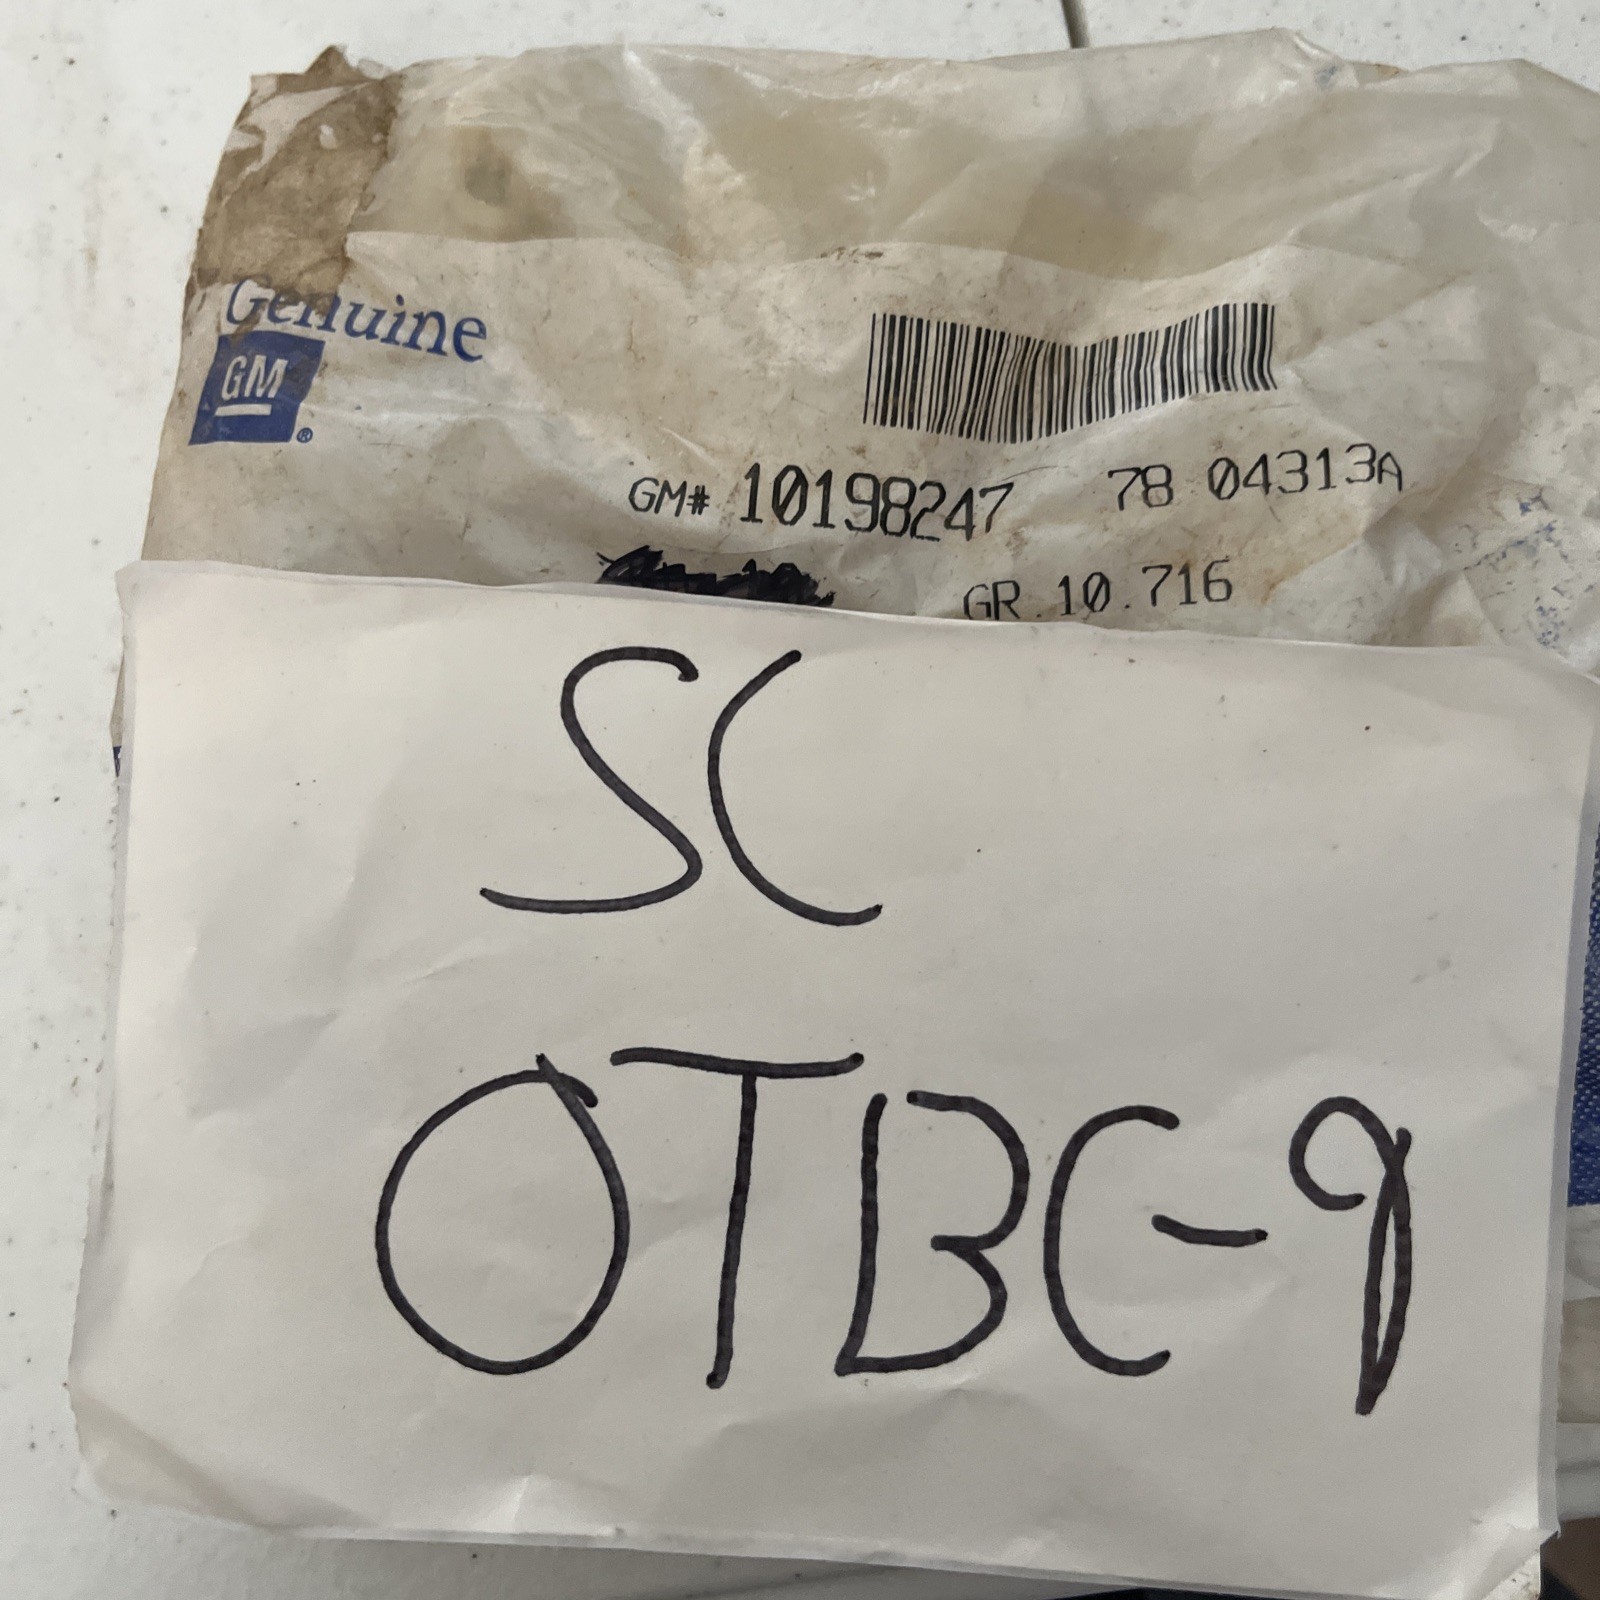 Genuine
GM®
GM# 10198247 78 04313A
GR 10.716
SC
OTBC-9